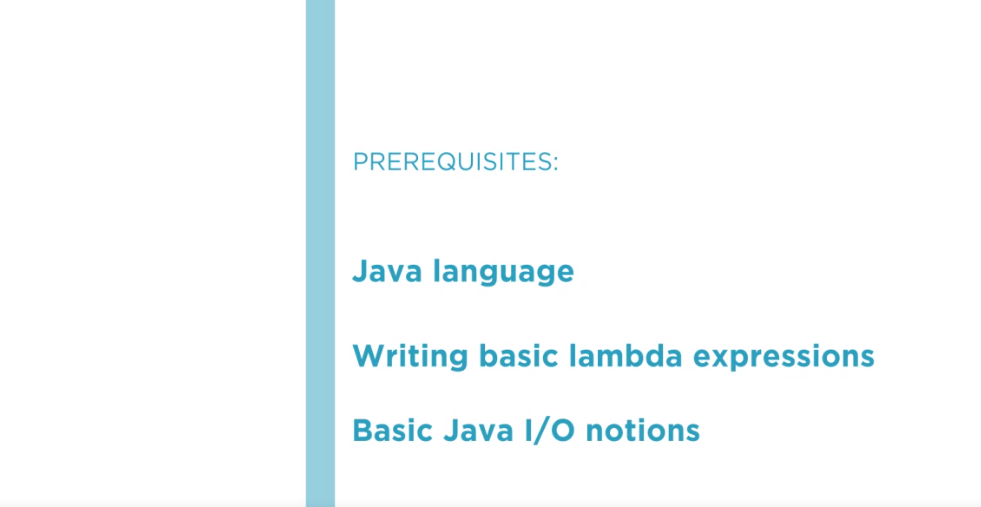 PREREQUISITES:
Java language
Writing basic lambda expressions
Basic Java I/O notions